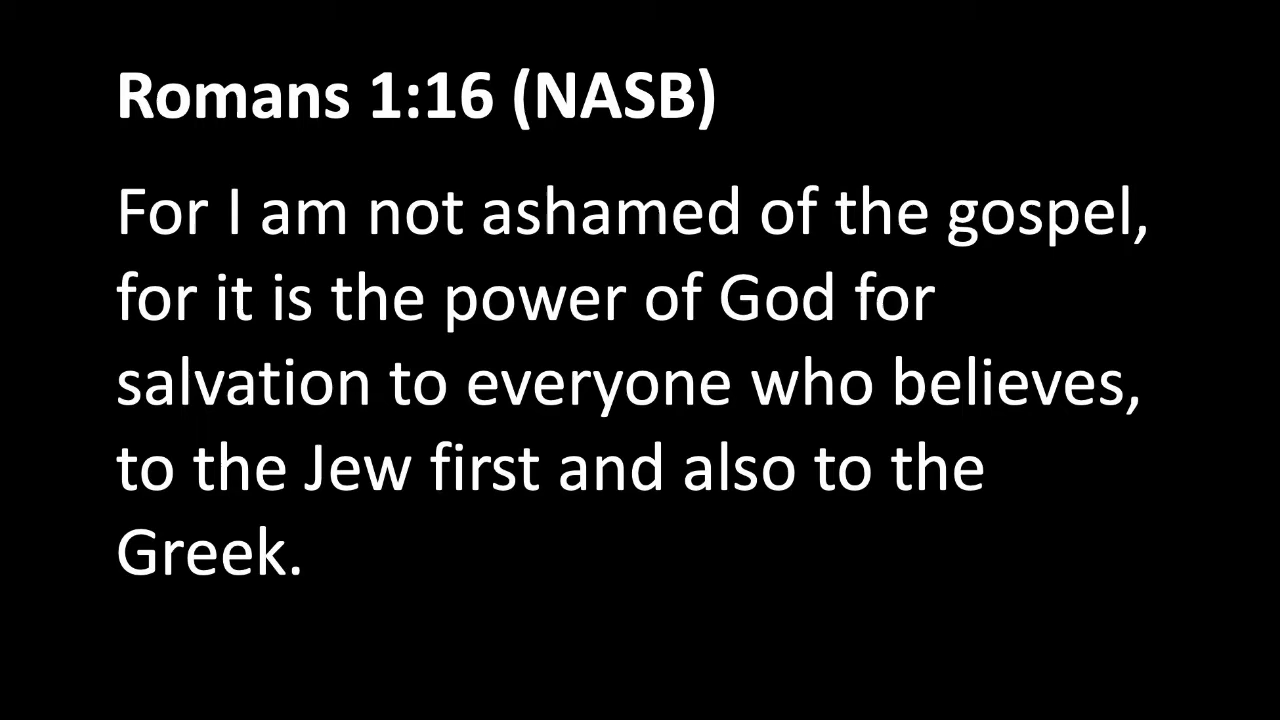 Romans 1:16 (NASB)
For I am not ashamed of the gospel,
for it is the power of God for
salvation to everyone who believes,
to the Jew first and also to the
Greek.